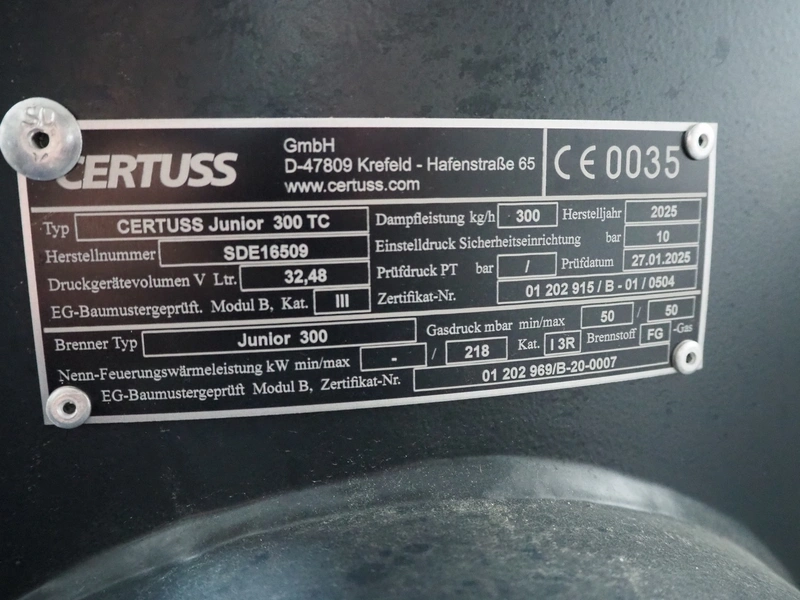 CERTUSS
GmbH
D-47809 Krefeld - Hafenstraße 65
www.certuss.com
CE 0035
Typ CERTUSS Junior 300 TC
Herstellnummer SDE16509
Druckgerätevolumen V Ltr. 32,48
EG-Baumustergeprüft. Modul B, Kat. III
Dampfleistung kg/h 300 Herstelljahr 2025
Einstelldruck Sicherheitseinrichtung bar 10
Prüfdruck PT bar / Prüfdatum 27.01.2025
Zertifikat-Nr. 01 202 915 / B - 01 / 0504
Brenner Typ Junior 300 Gasdruck mbar min/max 50 / 50
Nenn-Feuerungswärmeleistung kW min/max - / 218 Kat. I 3R Brennstoff FG -Gas
EG-Baumustergeprüft Modul B, Zertifikat-Nr. 01 202 969/B-20-0007